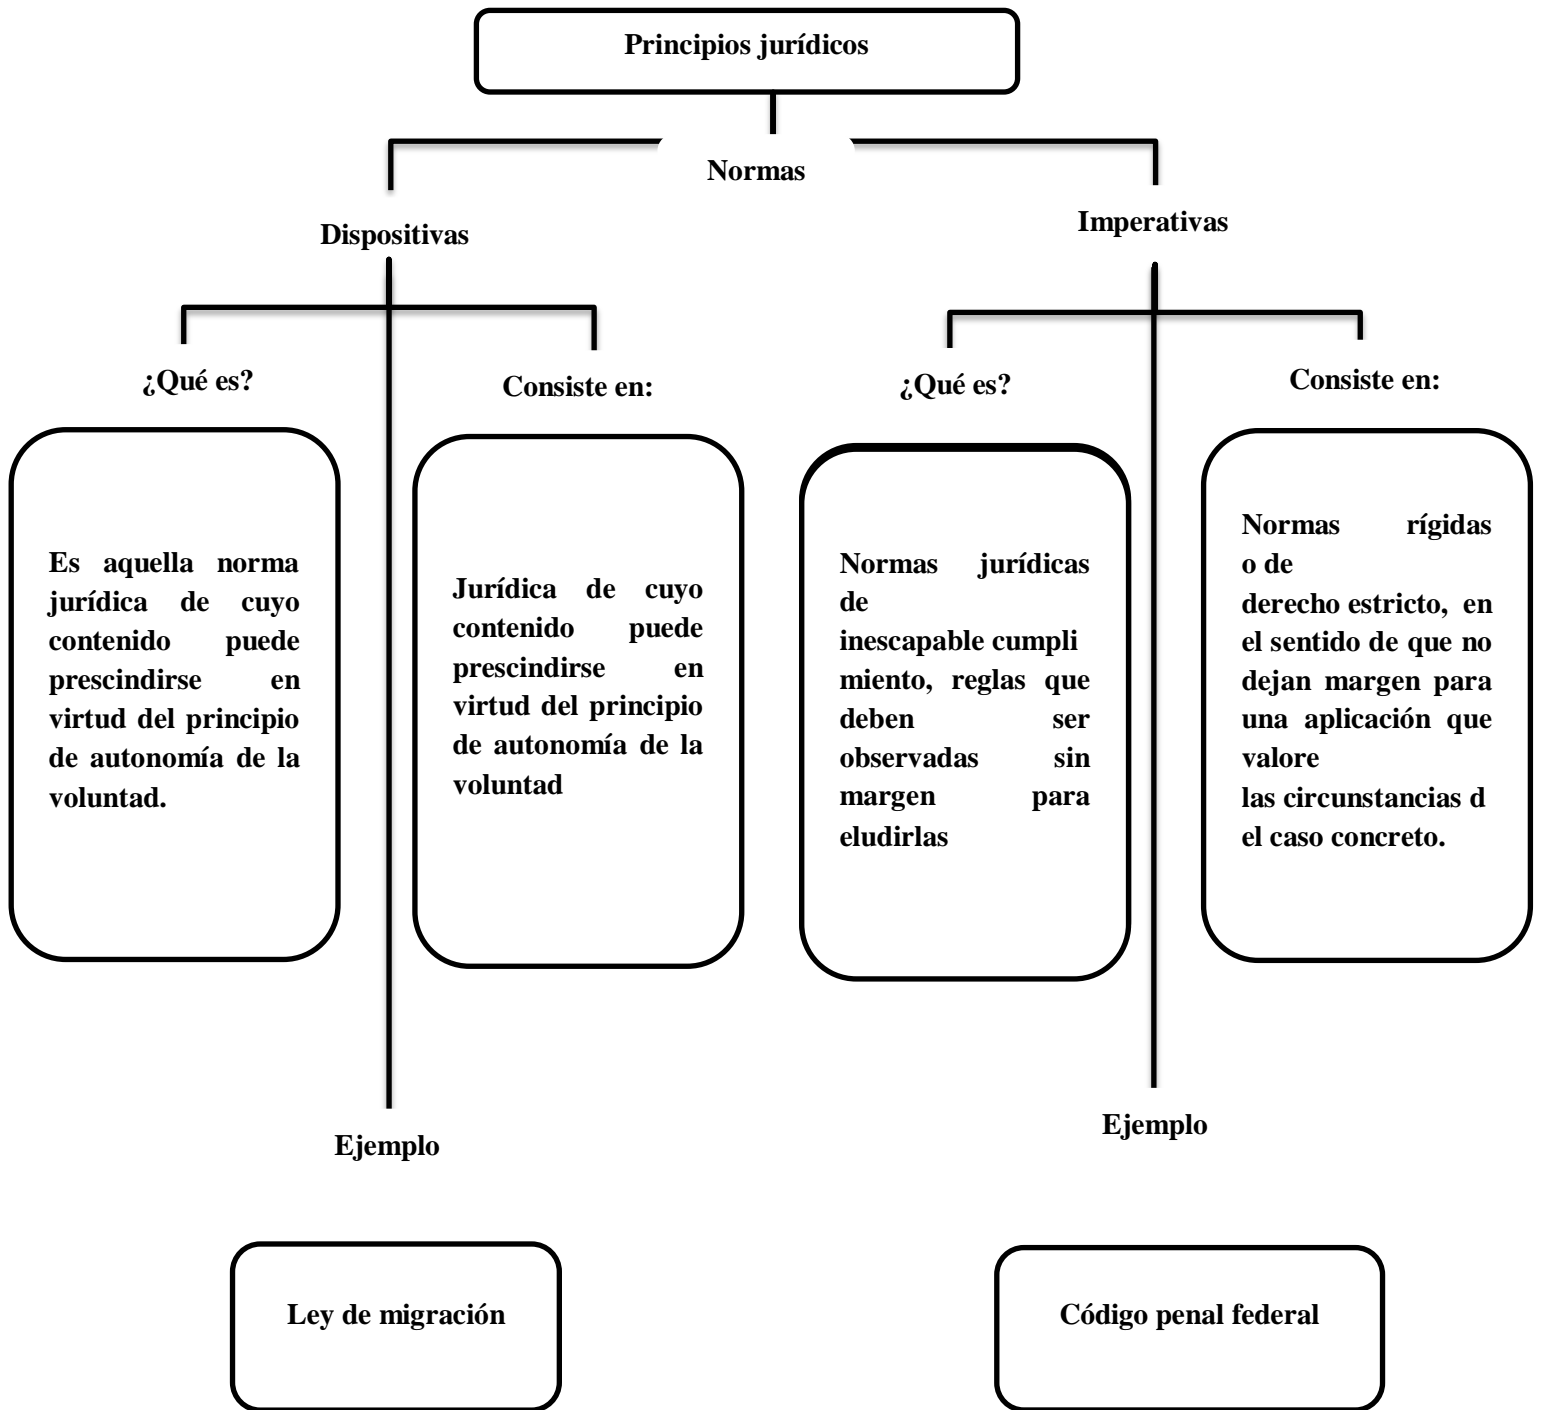 Principios jurídicos
Normas
Dispositivas
Imperativas
¿Qué es?
Consiste en:
¿Qué es?
Consiste en:
Es aquella norma
jurídica de cuyo
contenido puede
prescindirse en
virtud del principio
de autonomía de la
voluntad.
Jurídica de cuyo
contenido puede
prescindirse en
virtud del principio
de autonomía de la
voluntad
Normas jurídicas
de
inescapable cumpli
miento, reglas que
deben ser
observadas sin
margen para
eludirlas
Normas rígidas
o de
derecho estricto, en
el sentido de que no
dejan margen para
una aplicación que
valore
las circunstancias d
el caso concreto.
Ejemplo
Ejemplo
Ley de migración
Código penal federal